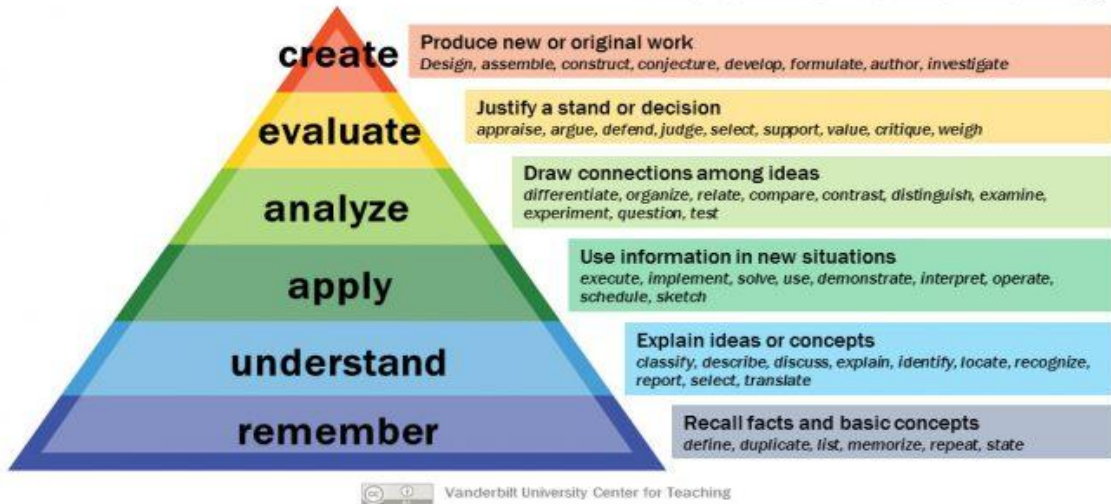 create
Produce new or original work
Design, assemble, construct, conjecture, develop, formulate, author, investigate
evaluate
Justify a stand or decision
appraise, argue, defend, judge, select, support, value, critique, weigh
analyze
Draw connections among ideas
differentiate, organize, relate, compare, contrast, distinguish, examine,
experiment, question, test
apply
Use information in new situations
execute, implement, solve, use, demonstrate, interpret, operate,
schedule, sketch
understand
Explain ideas or concepts
classify, describe, discuss, explain, identify, locate, recognize,
report, select, translate
remember
Recall facts and basic concepts
define, duplicate, list, memorize, repeat, state
cc
Vanderbilt University Center for Teaching